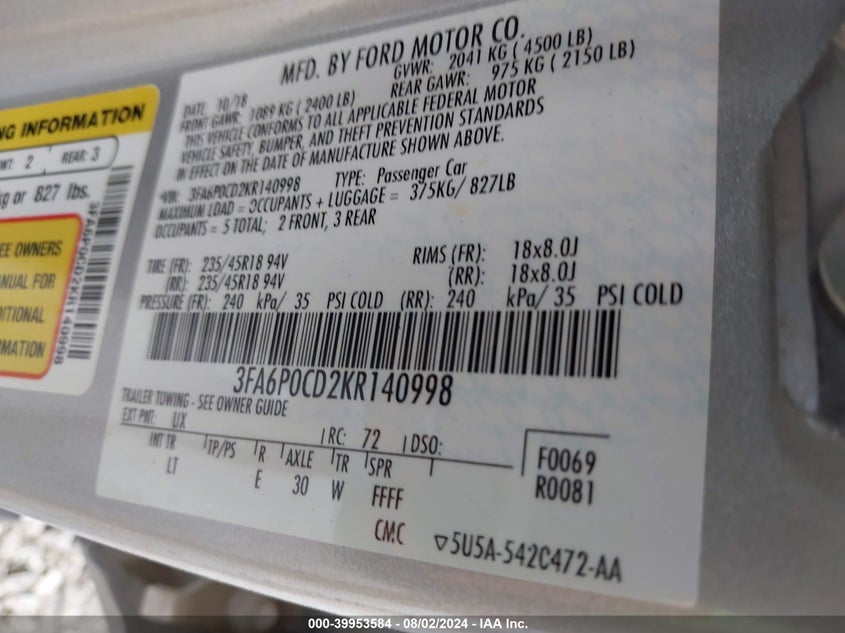 MFD. BY FORD MOTOR CO.
DATE: 10/18 GVWR: 2041 KG ( 4500 LB)
FRONT GAWR: 1089 KG ( 2400 LB) REAR GAWR: 975 KG ( 2150 LB)
THIS VEHICLE CONFORMS TO ALL APPLICABLE FEDERAL MOTOR
VEHICLE SAFETY, BUMPER, AND THEFT PREVENTION STANDARDS
IN EFFECT ON THE DATE OF MANUFACTURE SHOWN ABOVE.
VIN: 3FA6P0CD2KR140998 TYPE: Passenger Car
MAXIMUM LOAD = OCCUPANTS + LUGGAGE = 375KG/ 827LB
OCCUPANTS = 5 TOTAL; 2 FRONT, 3 REAR
TIRE (FR): 235/45R18 94V RIMS (FR): 18x8.0J
(RR): 235/45R18 94V (RR): 18x8.0J
PRESSURE (FR): 240 kPa/ 35 PSI COLD (RR): 240 kPa/ 35 PSI COLD
3FA6P0CD2KR140998
TRAILER TOWING - SEE OWNER GUIDE
EXT PNT: UX RC: 72 DSO:
INT TR TP/PS R AXLE TR SPR
LT E 30 W FFFF
CMC
F0069
R0081
5U5A-542C472-AA
NG INFORMATION
2 REAR: 3
kg or 827 lbs.
EE OWNERS
ANUAL FOR
DITIONAL
RMATION
3FA6P0CD2KR140998
000-39953584 - 08/02/2024 - IAA Inc.